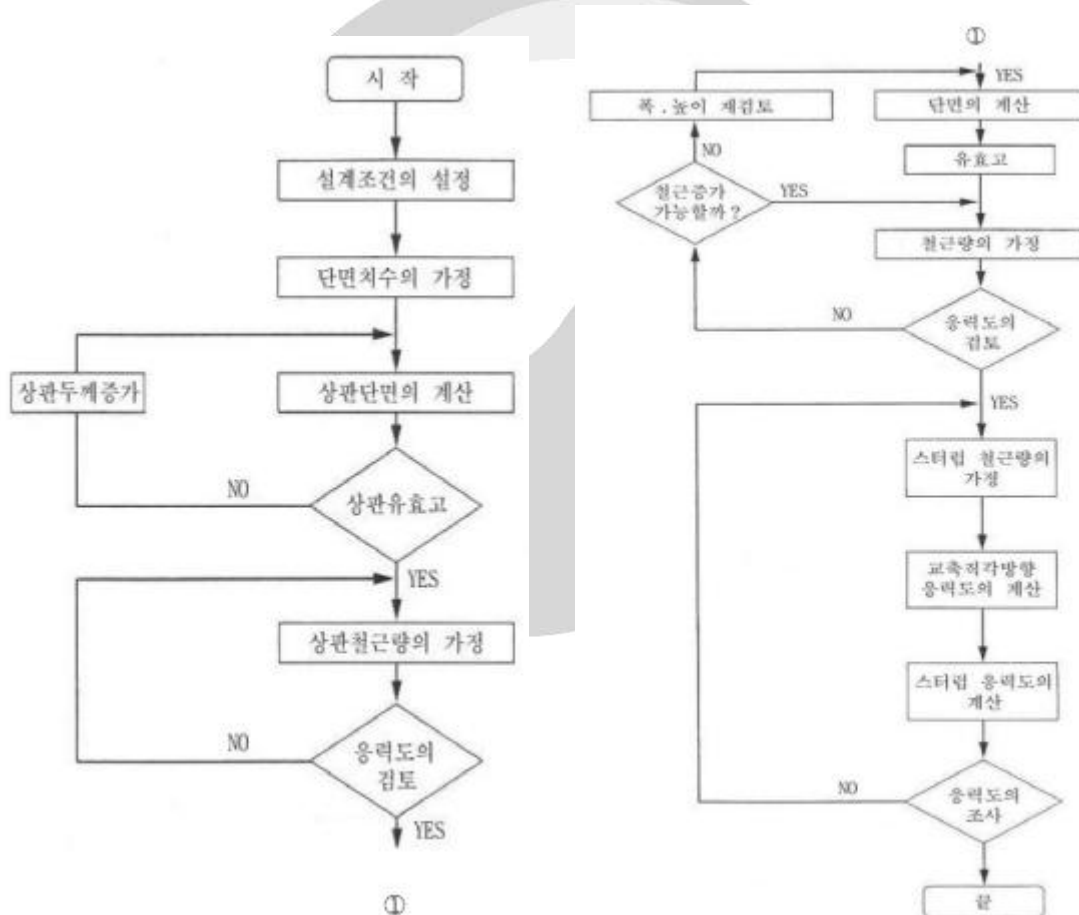 시 작
설계조건의 설정
단면치수의 가정
상판두께증가
상판단면의 계산
NO
상판유효고
YES
상판철근량의 가정
NO
응력도의
검토
YES
①
①
YES
폭.높이 재검토
단면의 계산
NO
유효고
철근증가
가능할까?
YES
철근량의 가정
NO
응력도의
검토
YES
스터럽 철근량의
가정
교축직각방향
응력도의 계산
스터럽 응력도의
계산
NO
응력도의
조사
끝